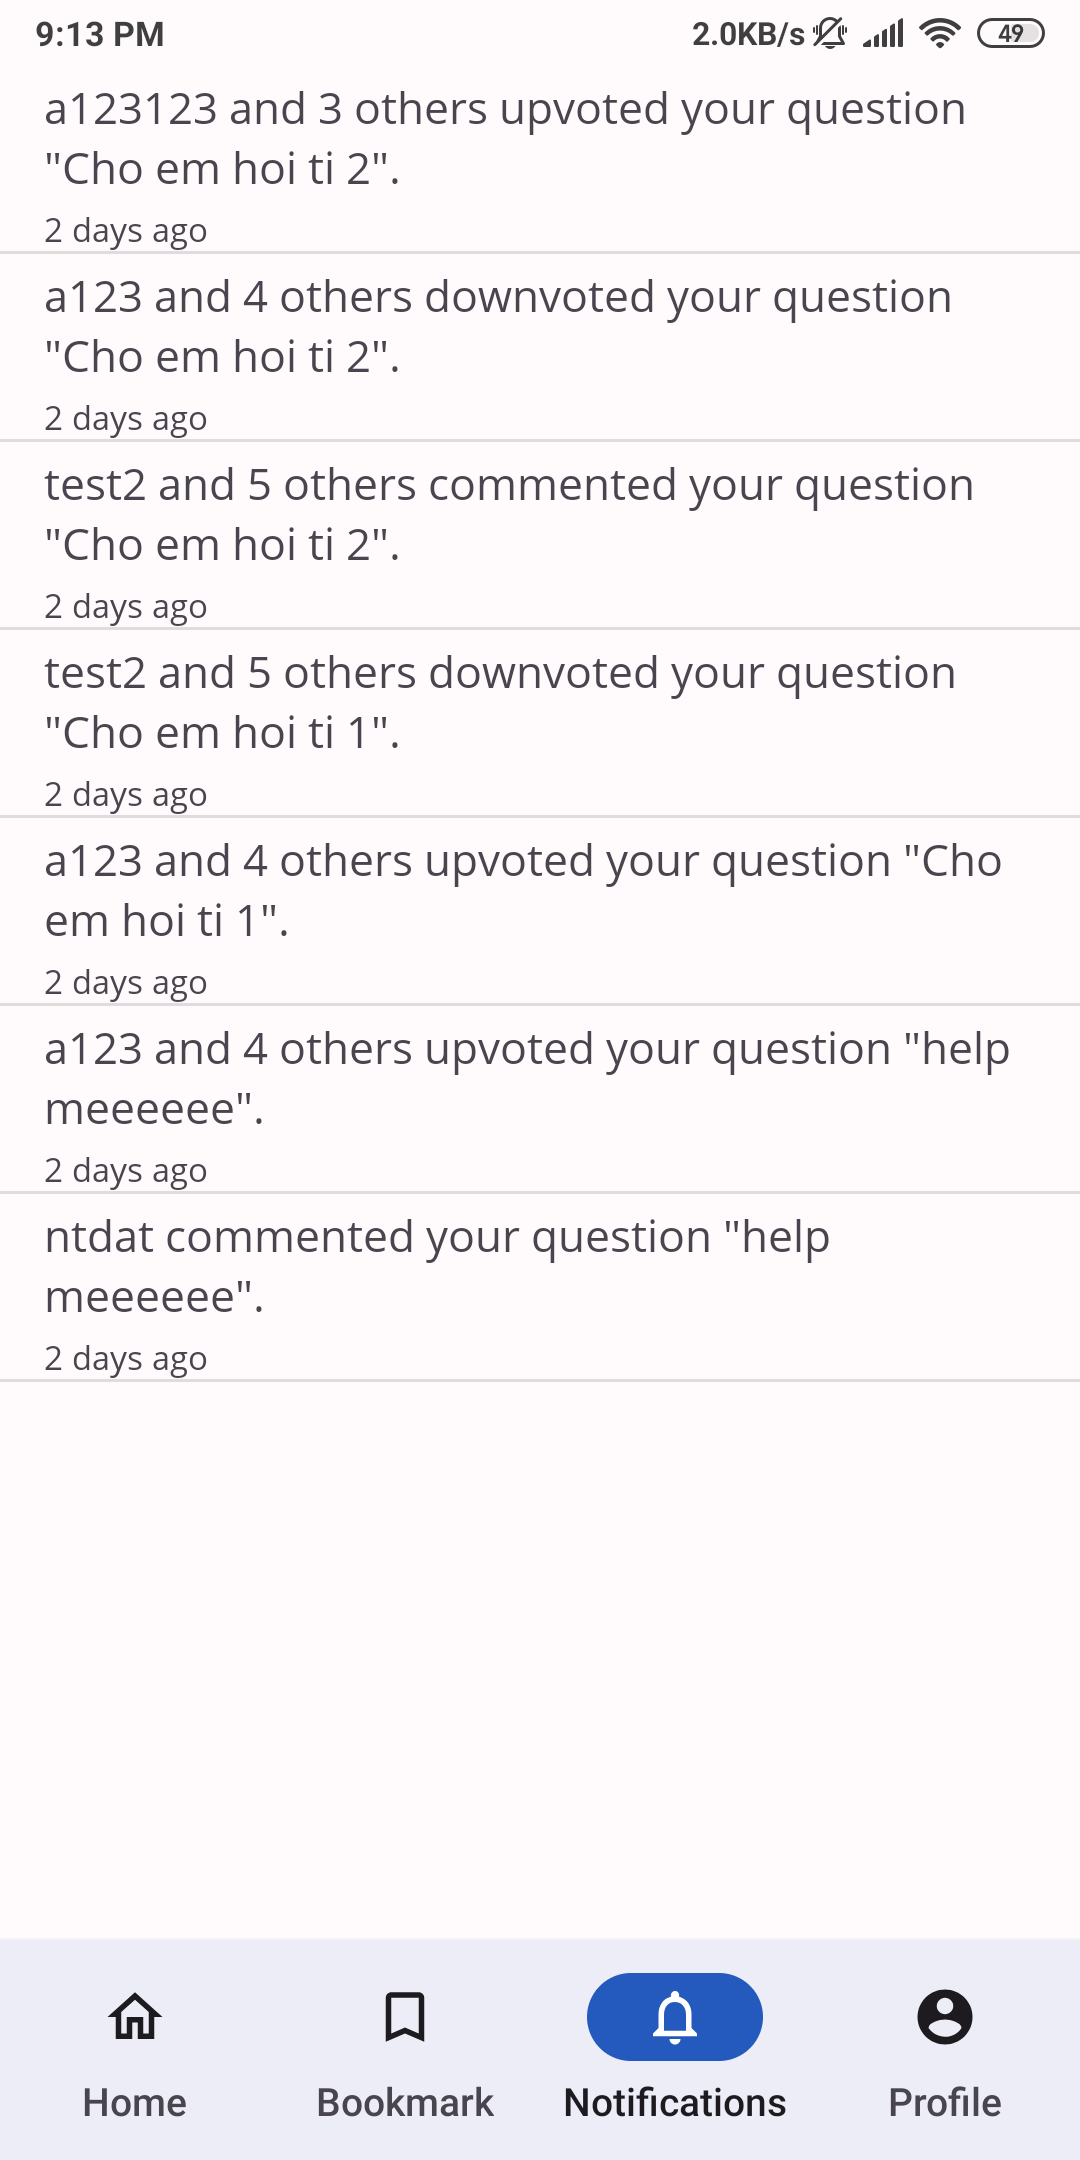 9:13 PM 2.0KB/s 49
a123123 and 3 others upvoted your question
"Cho em hoi ti 2".
2 days ago
a123 and 4 others downvoted your question
"Cho em hoi ti 2".
2 days ago
test2 and 5 others commented your question
"Cho em hoi ti 2".
2 days ago
test2 and 5 others downvoted your question
"Cho em hoi ti 1".
2 days ago
a123 and 4 others upvoted your question "Cho
em hoi ti 1".
2 days ago
a123 and 4 others upvoted your question "help
meeeeee".
2 days ago
ntdat commented your question "help
meeeeee".
2 days ago
Home Bookmark Notifications Profile